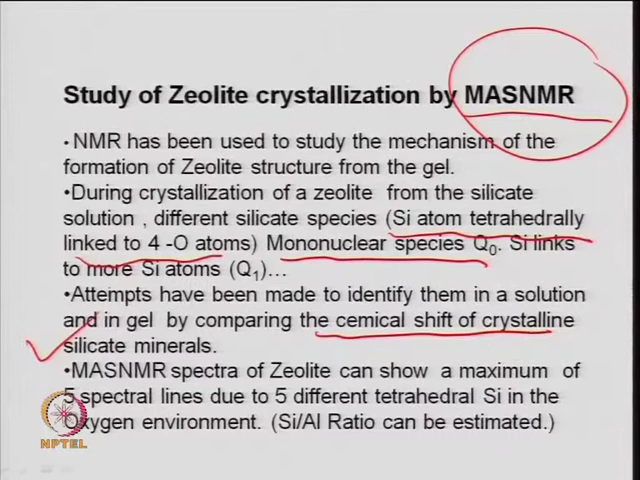 Study of Zeolite crystallization by MASNMR
• NMR has been used to study the mechanism of the
formation of Zeolite structure from the gel.
•During crystallization of a zeolite from the silicate
solution , different silicate species (Si atom tetrahedrally
linked to 4 -O atoms) Mononuclear species Q0. Si links
to more Si atoms (Q1)...
•Attempts have been made to identify them in a solution
and in gel by comparing the cemical shift of crystalline
silicate minerals.
•MASNMR spectra of Zeolite can show a maximum of
5 spectral lines due to 5 different tetrahedral Si in the
Oxygen environment. (Si/Al Ratio can be estimated.)
NPTEL